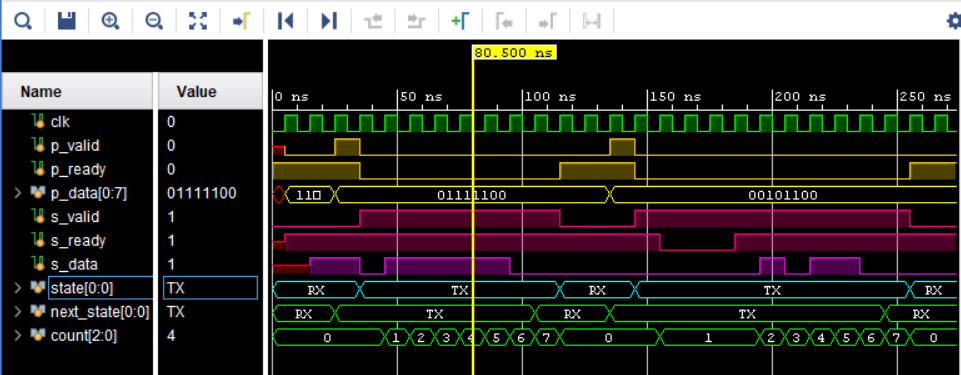 80.500 ns
Name Value
0 ns 50 ns 100 ns 150 ns 200 ns 250 ns
clk 0
p_valid 0
p_ready 0
p_data[0:7] 01111100 11 01111100 00101100
s_valid 1
s_ready 1
s_data 1
state[0:0] TX RX TX RX TX RX
next_state[0:0] TX RX TX RX TX RX
count[2:0] 4 0 1 2 3 4 5 6 7 0 1 2 3 4 5 6 7 0